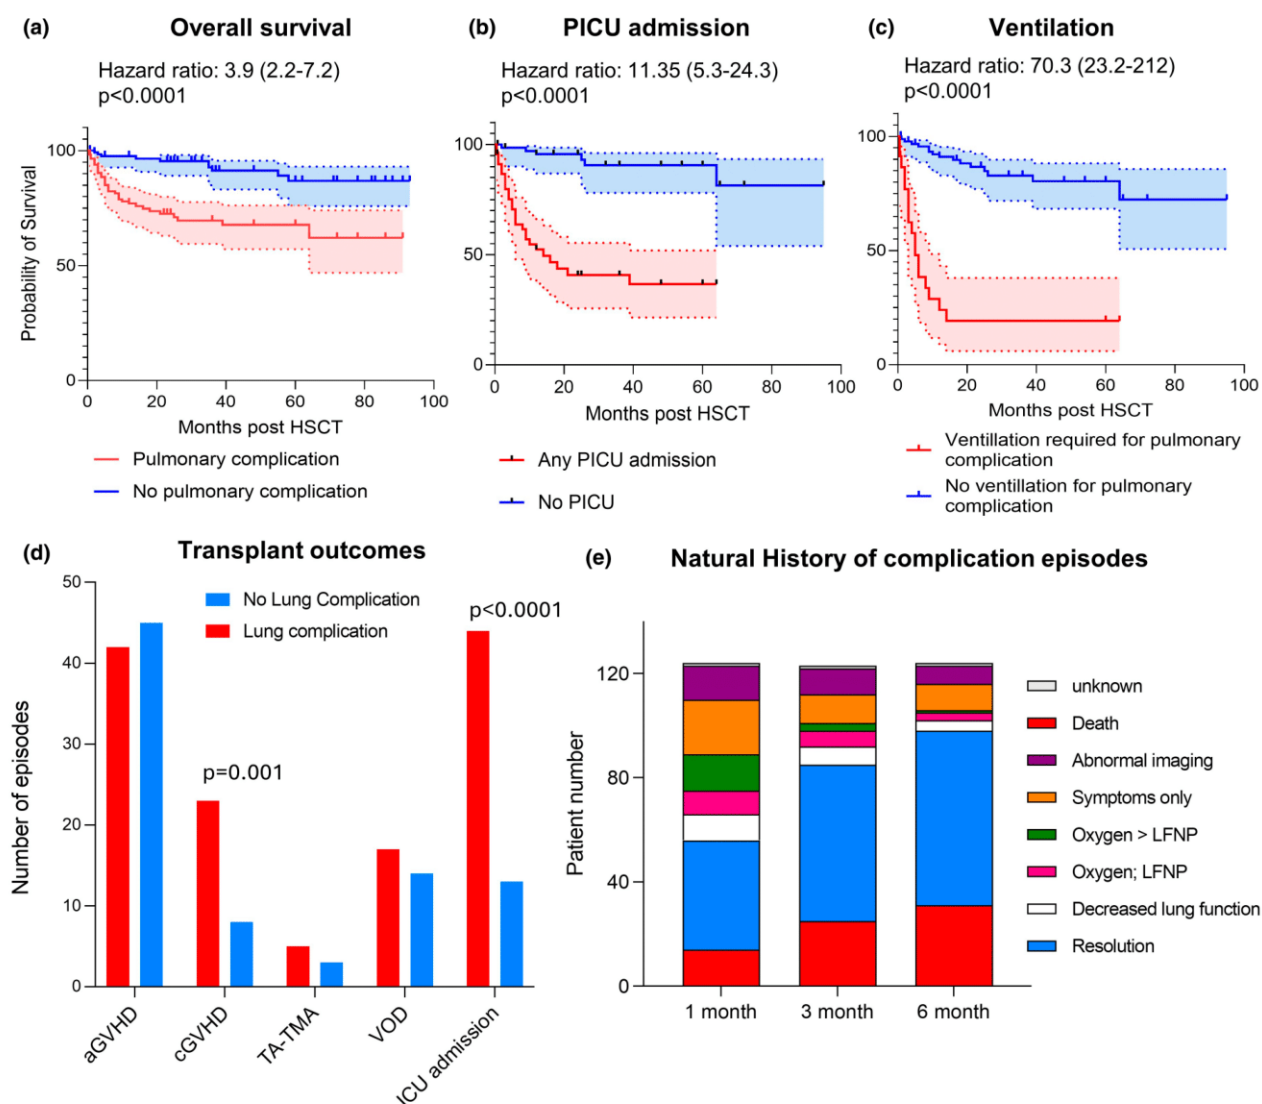 (a) Overall survival
Hazard ratio: 3.9 (2.2-7.2)
p<0.0001
Probability of Survival
100
50
0
0 20 40 60 80 100
Months post HSCT
Pulmonary complication
No pulmonary complication
(b) PICU admission
Hazard ratio: 11.35 (5.3-24.3)
p<0.0001
100
50
0
0 20 40 60 80 100
Months post HSCT
Any PICU admission
No PICU
(c) Ventilation
Hazard ratio: 70.3 (23.2-212)
p<0.0001
100
50
0
0 20 40 60 80 100
Months post HSCT
Ventillation required for pulmonary
complication
No ventillation for pulmonary
complication
(d) Transplant outcomes
No Lung Complication
Lung complication
p<0.0001
p=0.001
Number of episodes
50
40
30
20
10
0
aGVHD
cGVHD
TA-TMA
VOD
ICU admission
(e) Natural History of complication episodes
Patient number
120
80
40
0
1 month 3 month 6 month
unknown
Death
Abnormal imaging
Symptoms only
Oxygen > LFNP
Oxygen; LFNP
Decreased lung function
Resolution